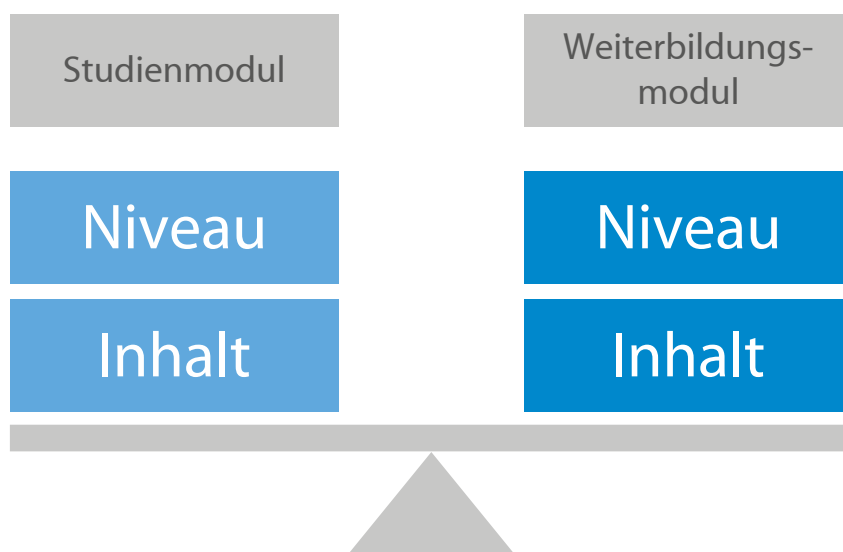 Studienmodul
Weiterbildungs-
modul
Niveau
Niveau
Inhalt
Inhalt